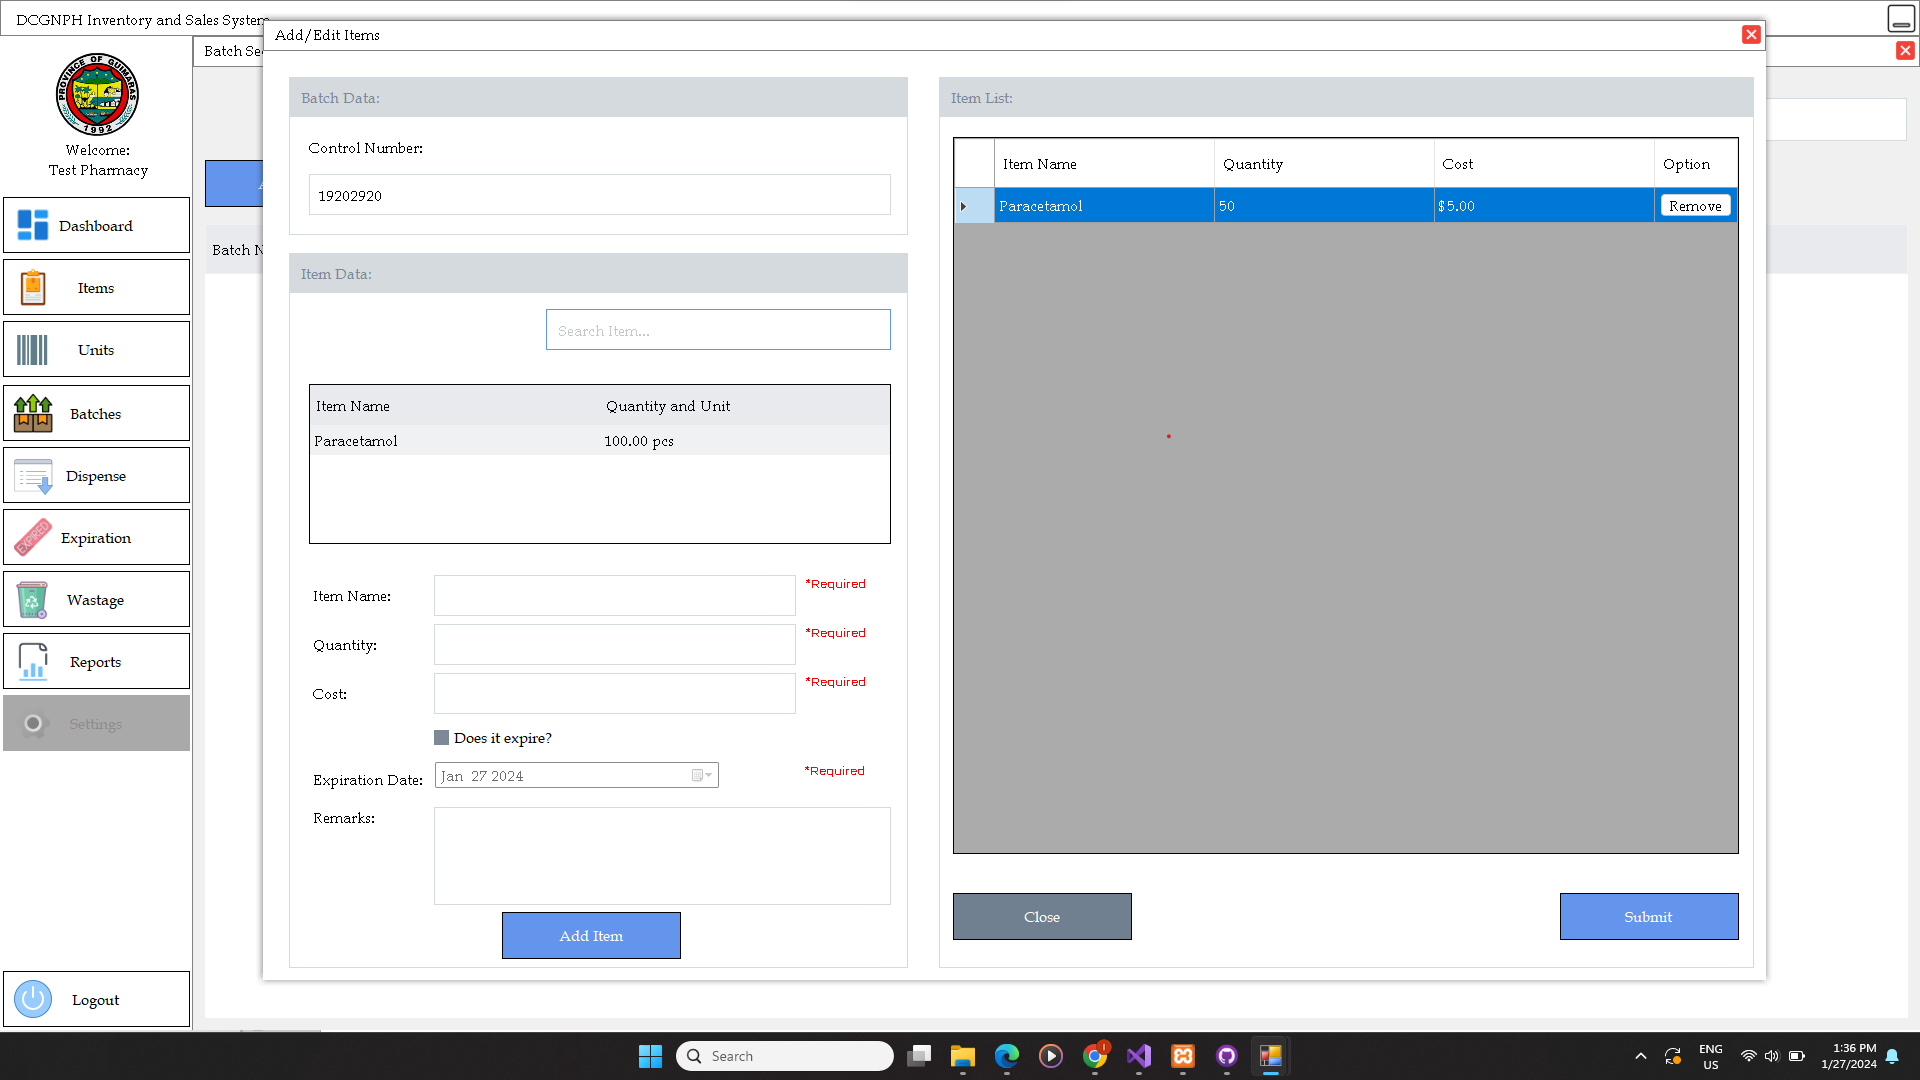 DCGNPH Inventory and Sales System
Add/Edit Items
Batch Se
PROVINCE OF GUIMARAS
1992
Welcome:
Test Pharmacy
Dashboard
Items
Units
Batches
Dispense
EXPIRED
Expiration
Wastage
Reports
Settings
Logout
Batch N
Batch Data:
Control Number:
19202920
Item Data:
Search Item...
Item Name Quantity and Unit
Paracetamol 100.00 pcs
Item Name: *Required
Quantity: *Required
Cost: *Required
Does it expire?
Expiration Date: Jan 27 2024 *Required
Remarks:
Add Item
Item List:
Item Name Quantity Cost Option
Paracetamol 50 $5.00 Remove
Close
Submit
Search
1
ENG
US
1:36 PM
1/27/2024